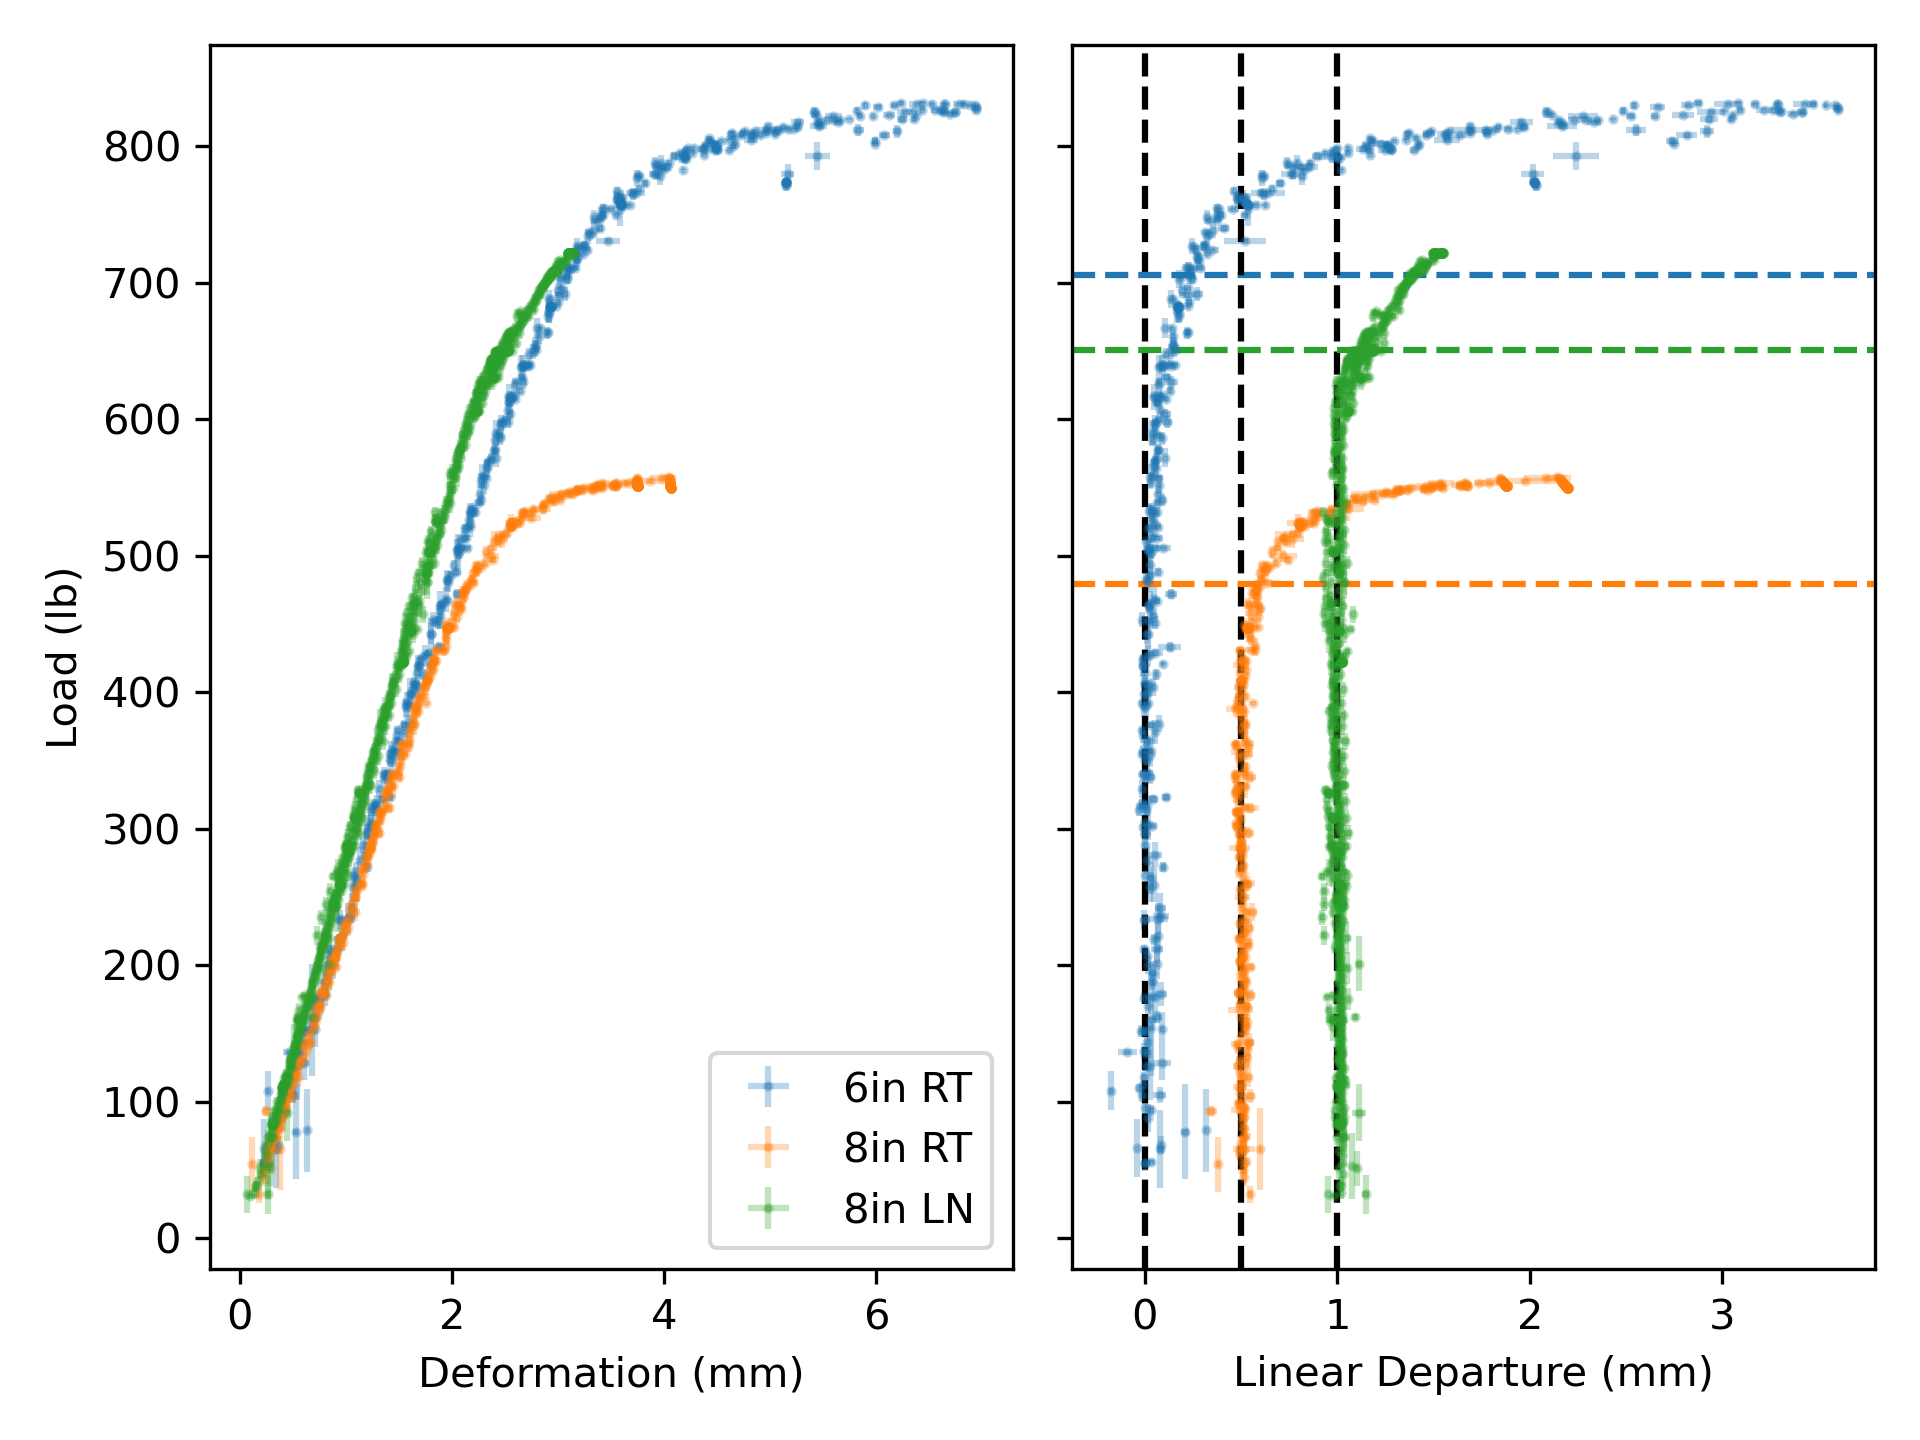 800
700
600
500
400
300
200
100
0
Load (lb)
0 2 4 6
Deformation (mm)
6in RT
8in RT
8in LN
0 1 2 3
Linear Departure (mm)